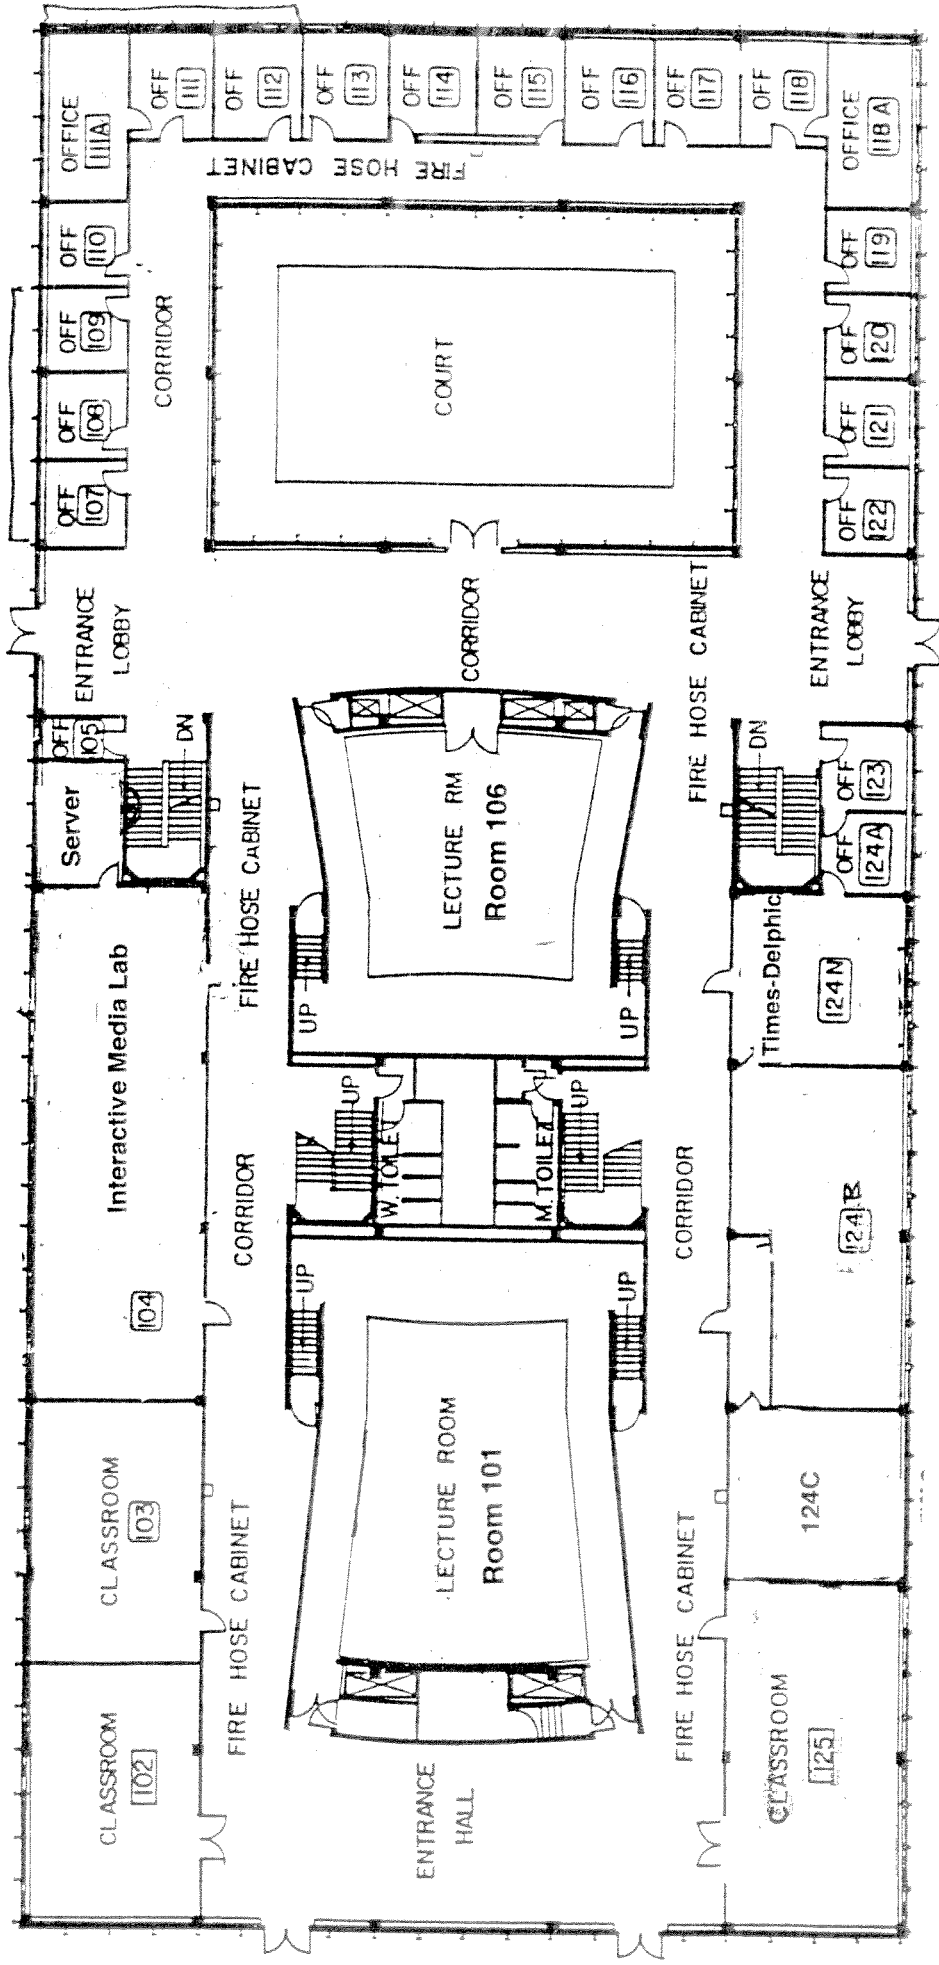 OFFICE
111A
OFF
111
OFF
112
OFF
113
OFF
114
OFF
115
OFF
116
OFF
117
OFF
118
OFFICE
118A
FIRE HOSE CABINET
OFF
110
OFF
109
OFF
108
OFF
107
CORRIDOR
COURT
OFF
119
OFF
120
OFF
121
OFF
122
ENTRANCE
LOBBY
CORRIDOR
FIRE HOSE CABINET
ENTRANCE
LOBBY
OFF
105
DN
Server
FIRE HOSE CABINET
LECTURE RM
Room 106
DN
OFF
123
OFF
124A
UP
UP
Interactive Media Lab
104
Times-Delphic
124N
UP
W. TOILET
M. TOILET
UP
CORRIDOR
CORRIDOR
124B
UP
UP
CLASSROOM
103
LECTURE ROOM
Room 101
124C
FIRE HOSE CABINET
FIRE HOSE CABINET
CLASSROOM
102
ENTRANCE
HALL
CLASSROOM
125